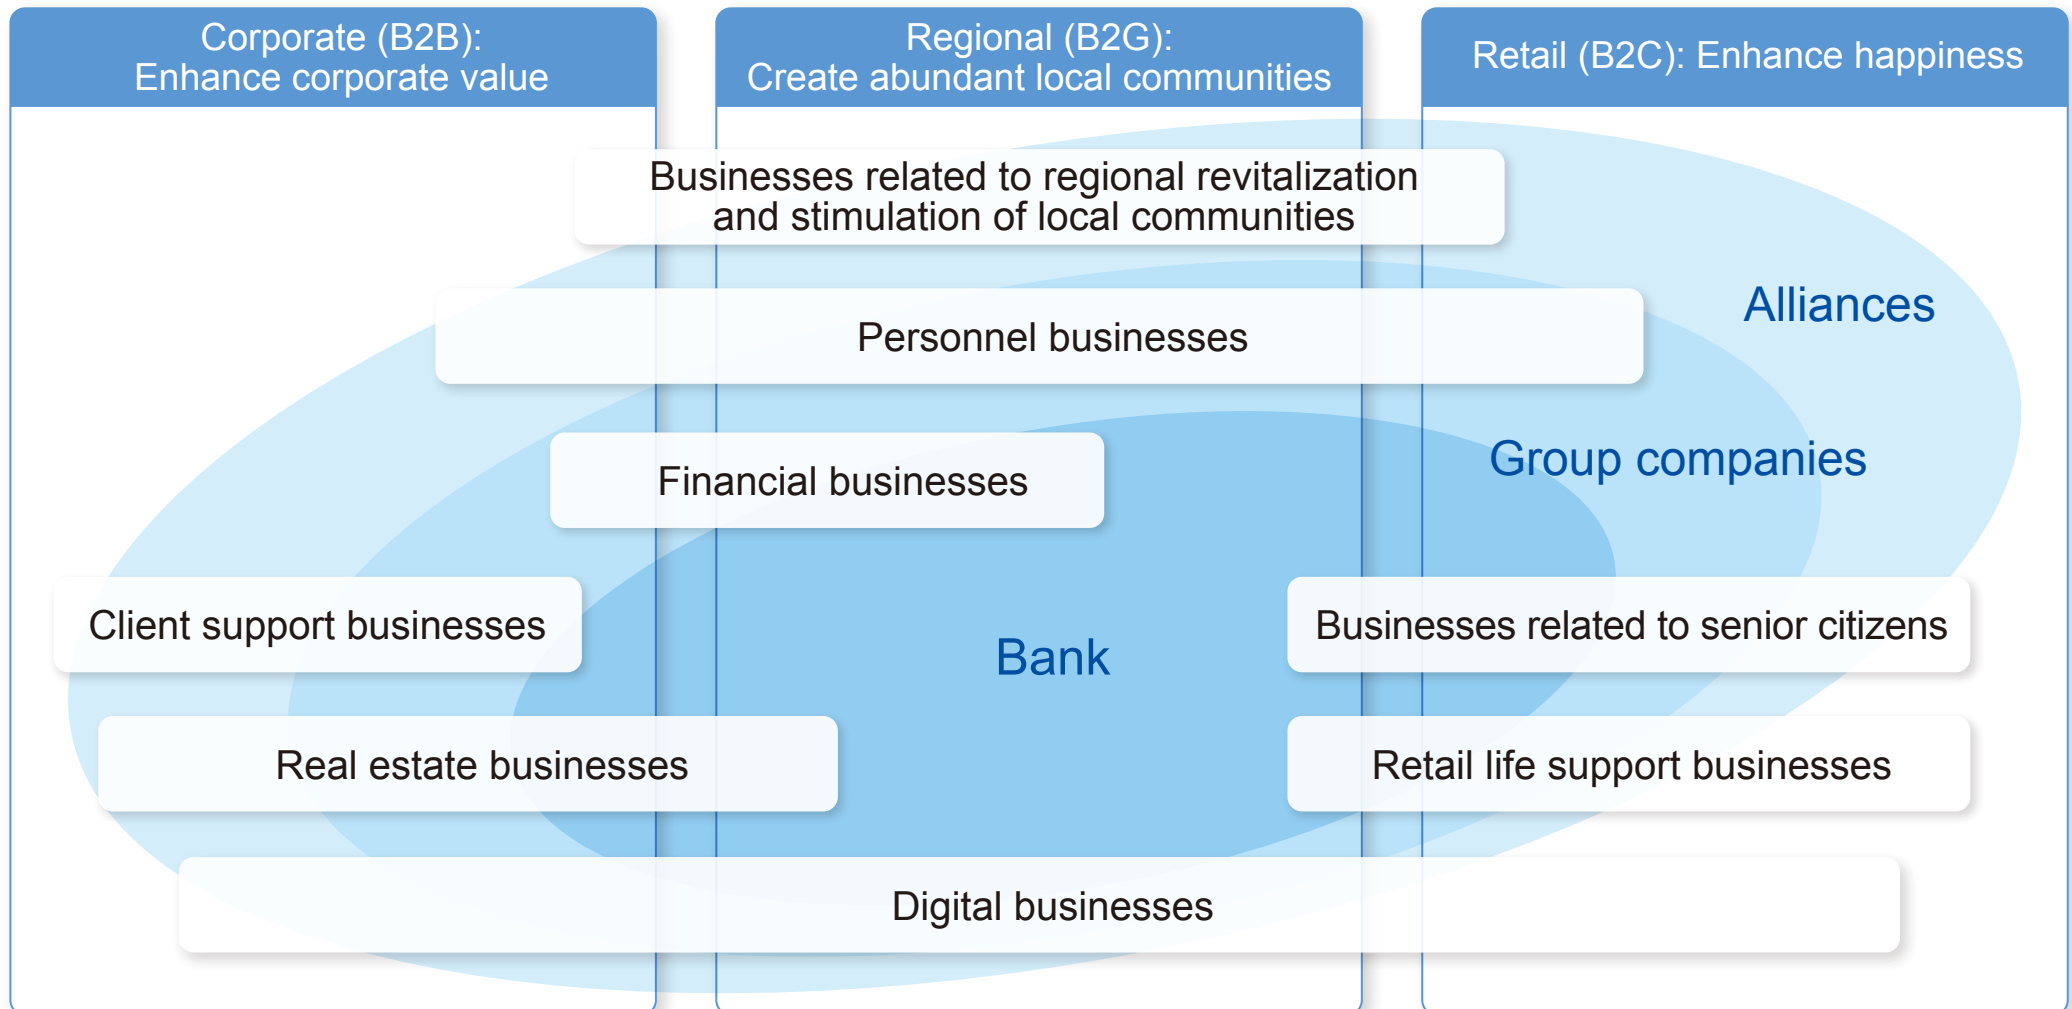 Corporate (B2B):
Enhance corporate value
Regional (B2G):
Create abundant local communities
Retail (B2C): Enhance happiness
Businesses related to regional revitalization
and stimulation of local communities
Alliances
Personnel businesses
Group companies
Financial businesses
Client support businesses
Bank
Businesses related to senior citizens
Real estate businesses
Retail life support businesses
Digital businesses